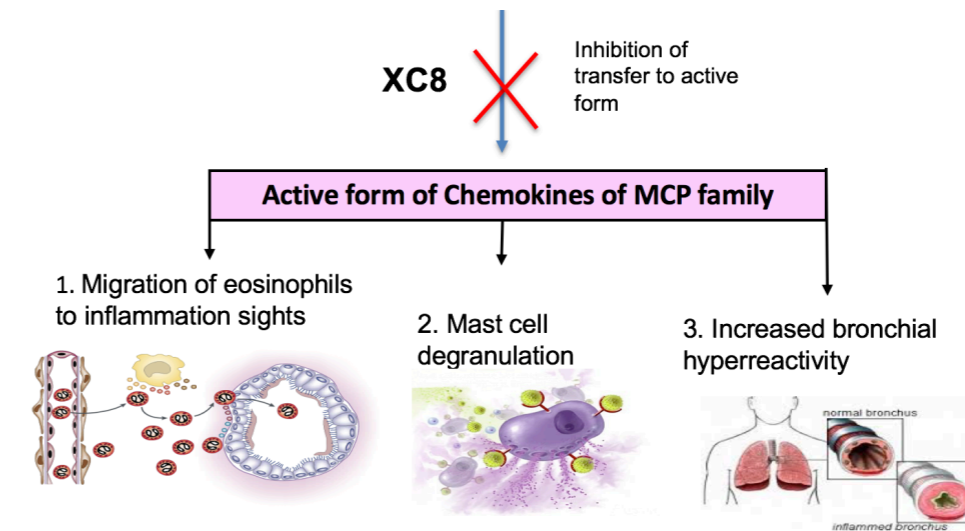 XC8
Inhibition of
transfer to active
form
Active form of Chemokines of MCP family
1. Migration of eosinophils
to inflammation sights
2. Mast cell
degranulation
3. Increased bronchial
hyperreactivity
normal bronchus
inflammed bronchus